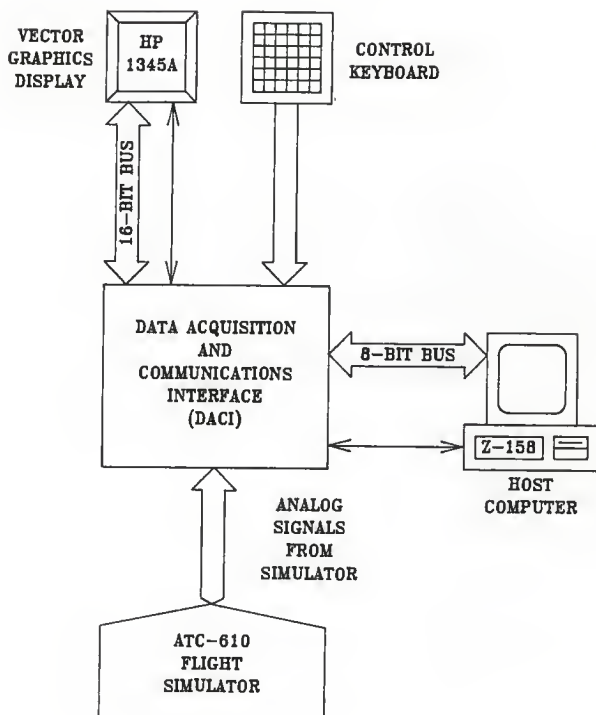 VECTOR
GRAPHICS
DISPLAY
HP
1345A
CONTROL
KEYBOARD
16-BIT BUS
DATA ACQUISITION
AND
COMMUNICATIONS
INTERFACE
(DACI)
8-BIT BUS
Z-158
HOST
COMPUTER
ANALOG
SIGNALS
FROM
SIMULATOR
ATC-610
FLIGHT
SIMULATOR